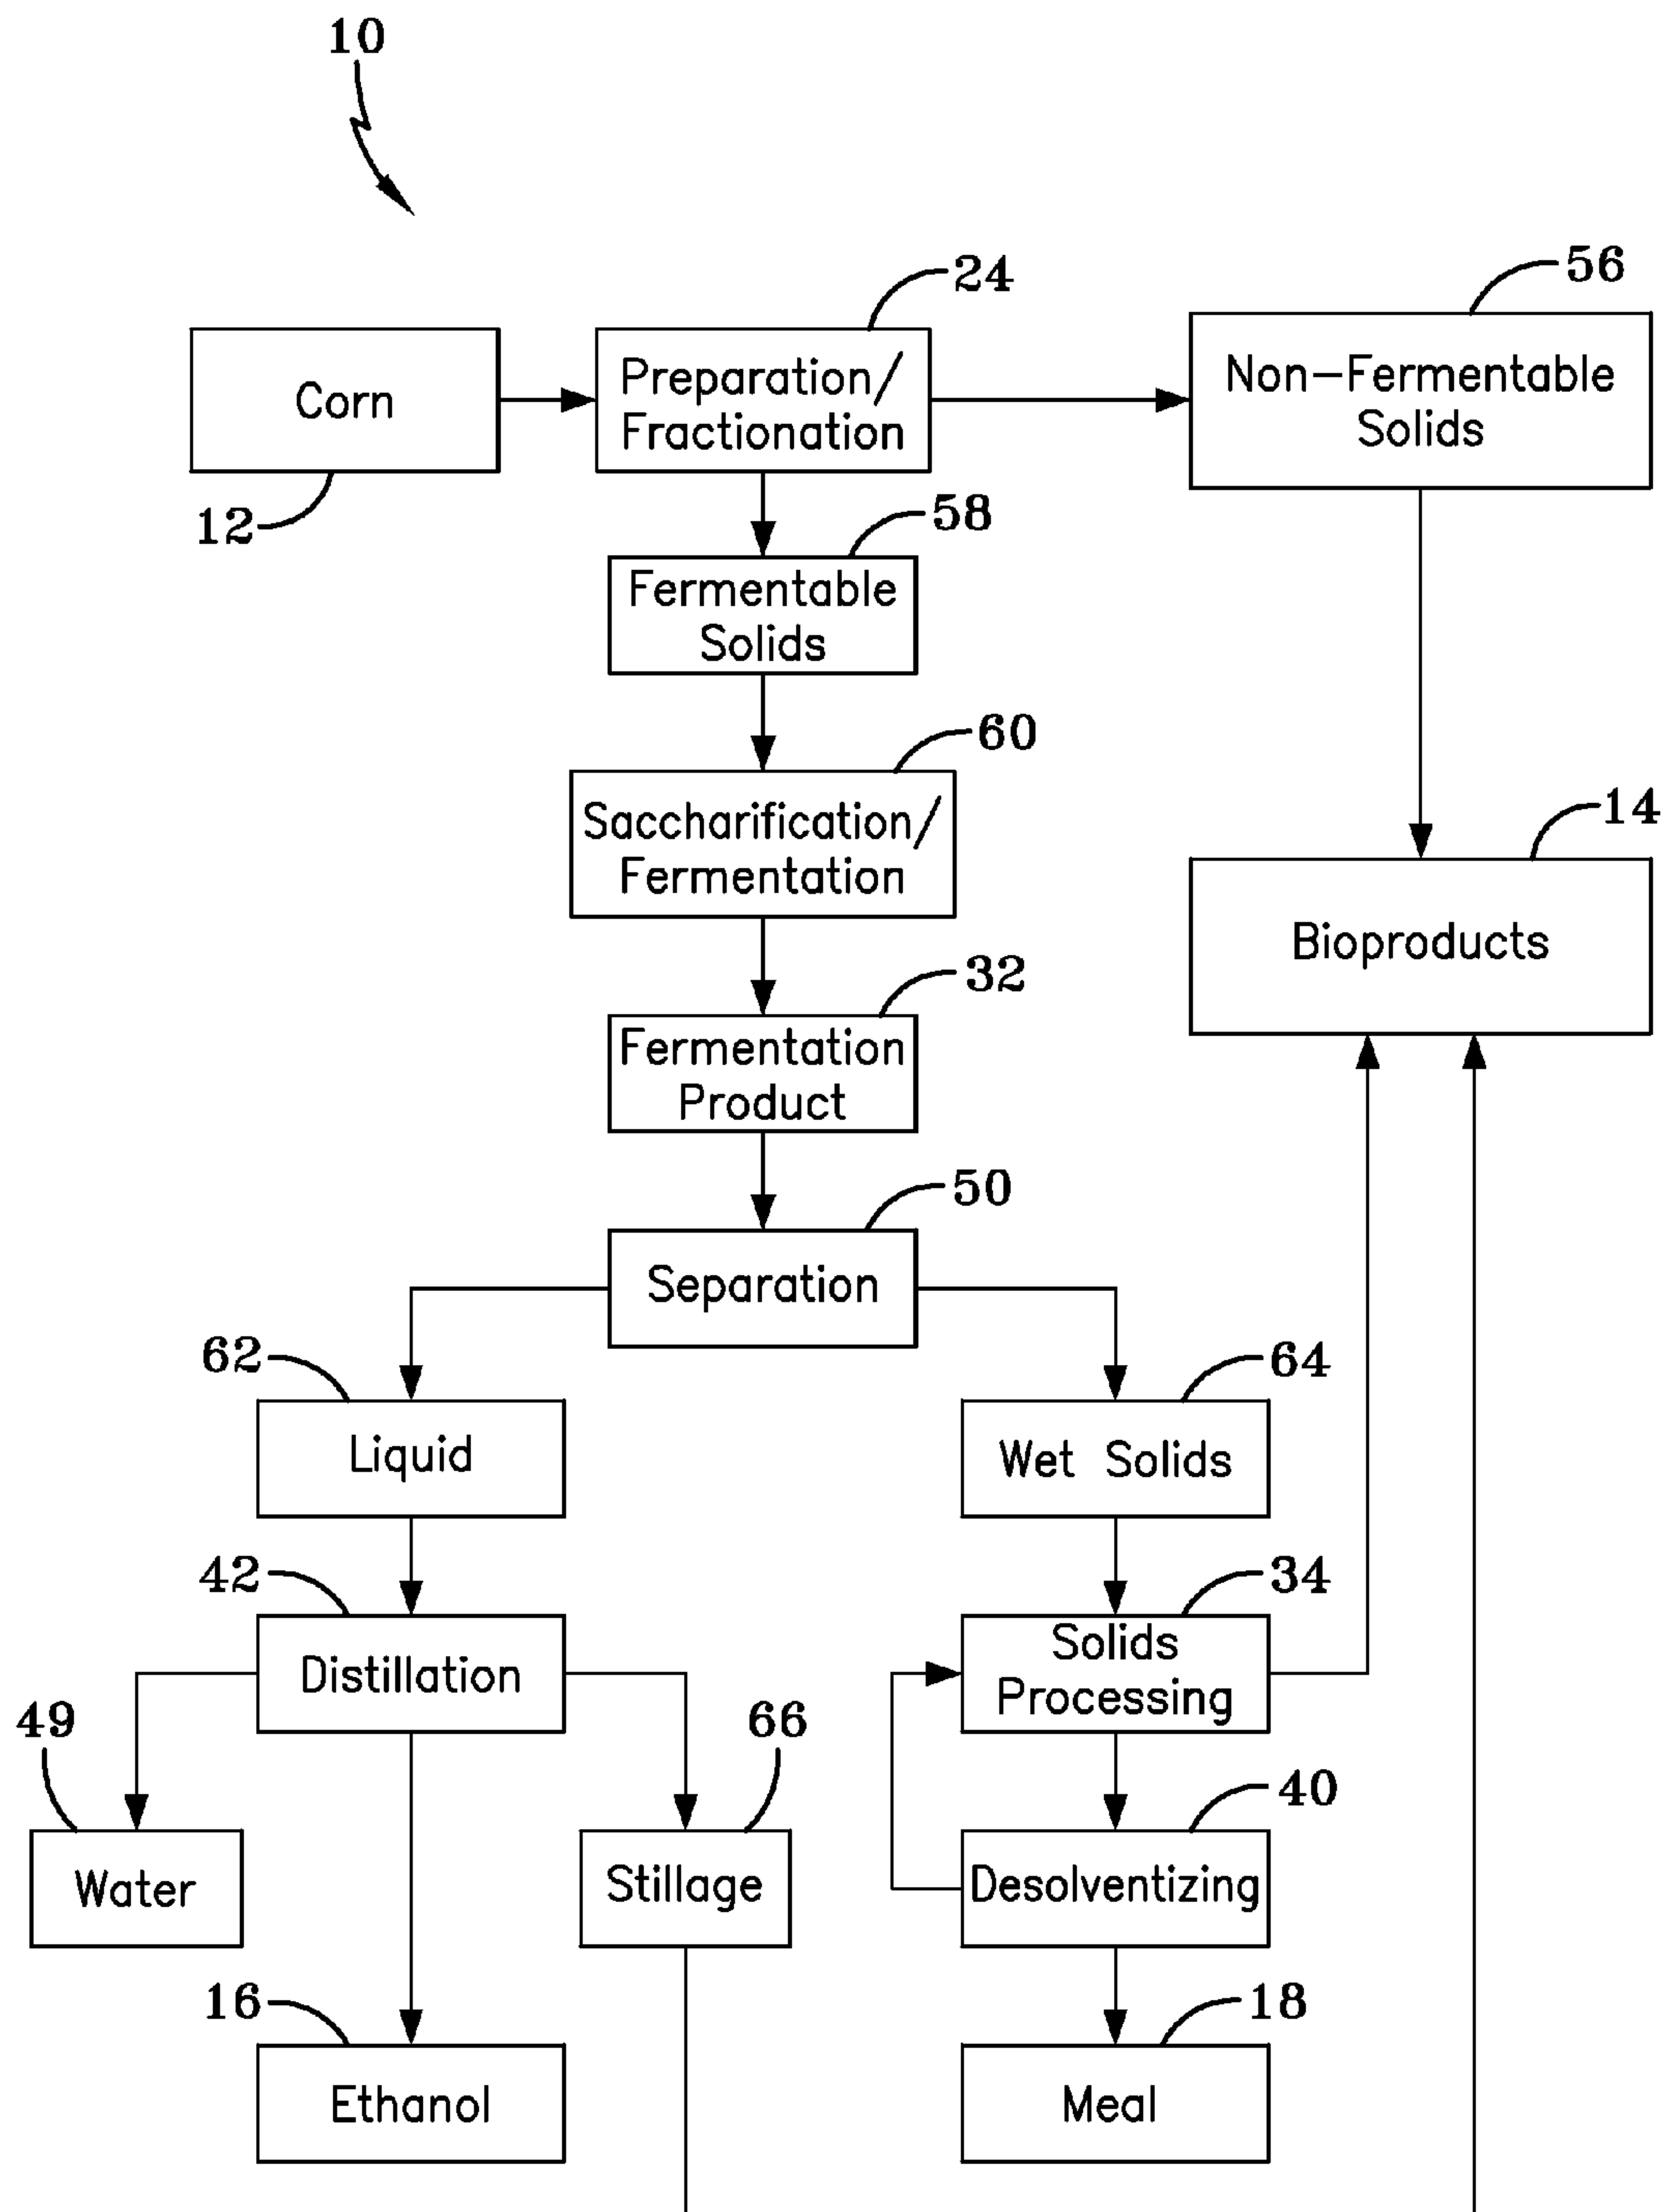 10
24
56
Corn
Preparation/
Fractionation
Non-Fermentable
Solids
12
58
Fermentable
Solids
60
14
Saccharification/
Fermentation
Bioproducts
32
Fermentation
Product
50
Separation
62
64
Liquid
Wet Solids
42
34
Distillation
Solids
Processing
49
66
40
Water
Stillage
Desolventizing
16
18
Ethanol
Meal